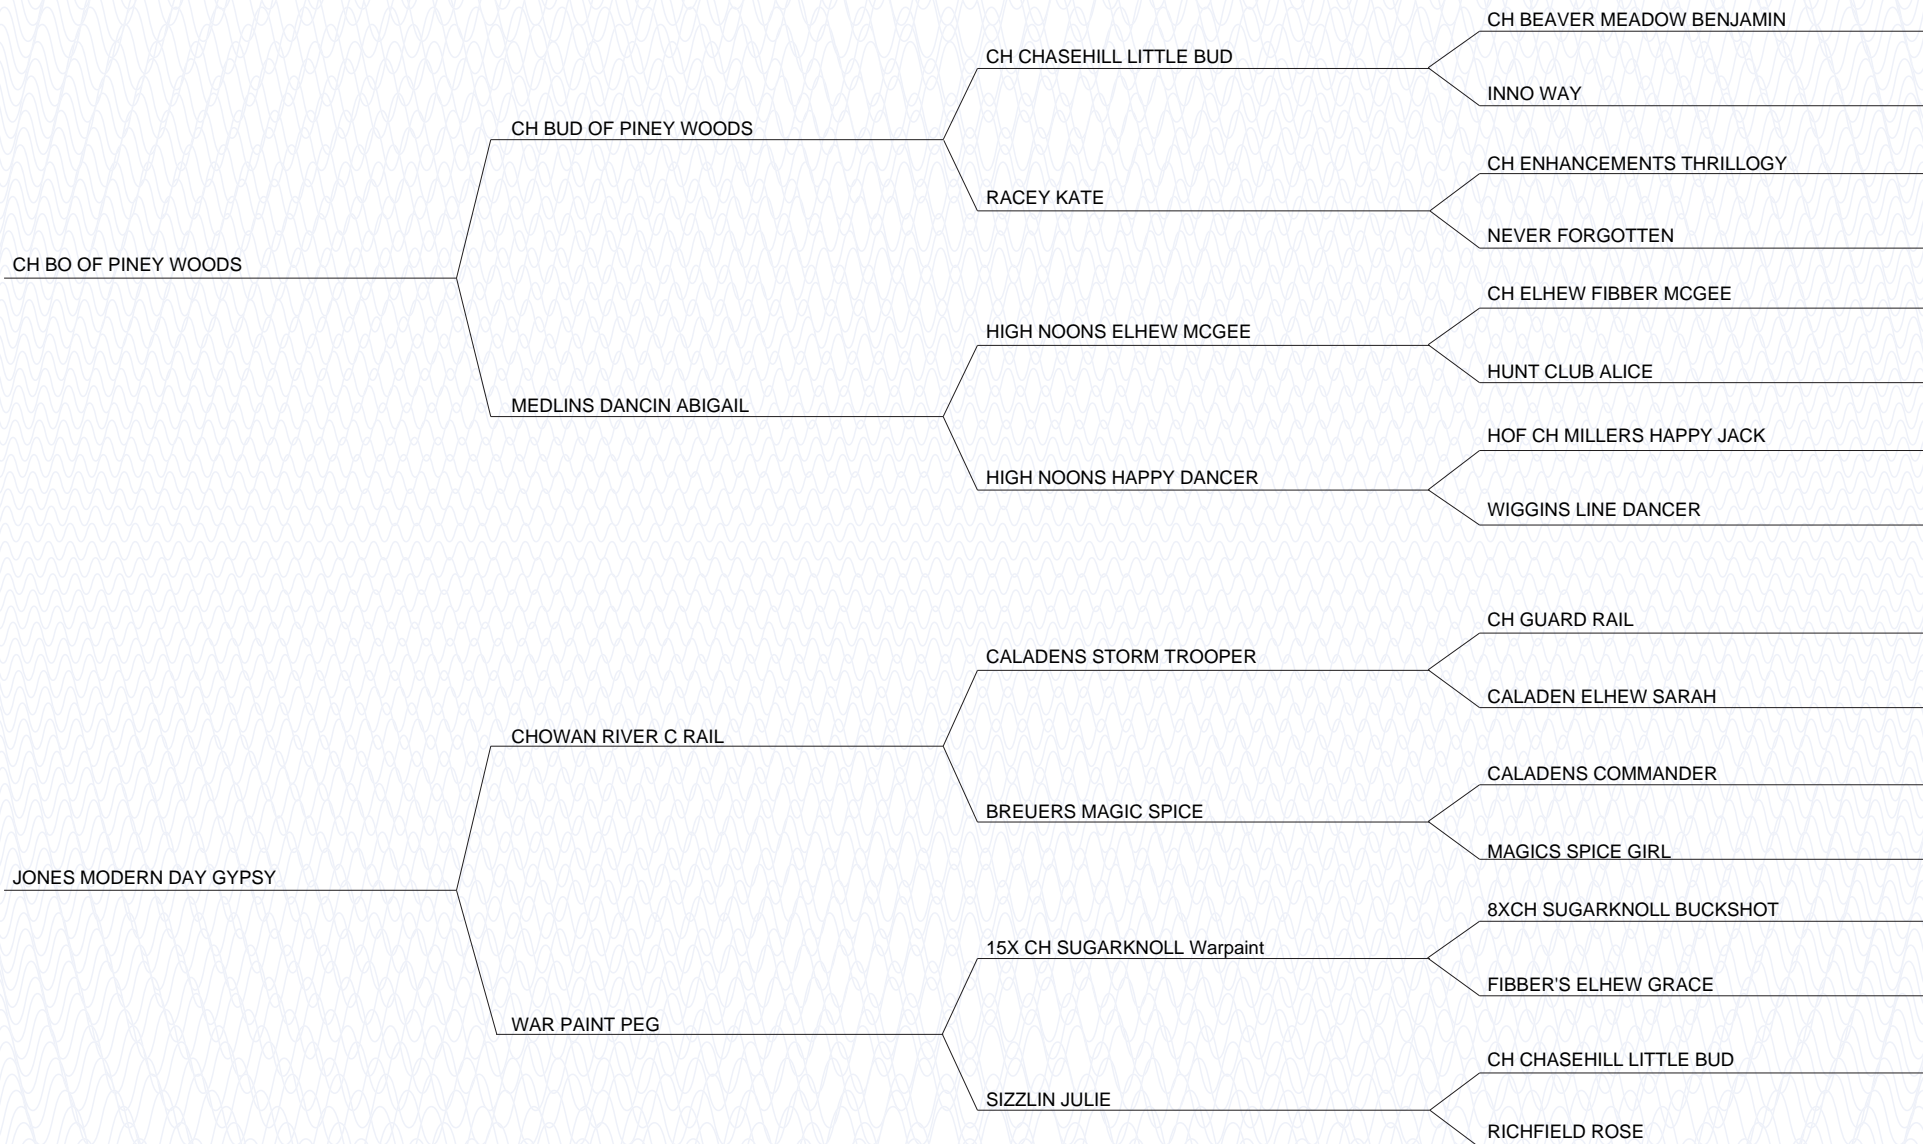 CH BEAVER MEADOW BENJAMIN
CH CHASEHILL LITTLE BUD
INNO WAY
CH BUD OF PINEY WOODS
CH ENHANCEMENTS THRILLOGY
RACEY KATE
NEVER FORGOTTEN
CH BO OF PINEY WOODS
CH ELHEW FIBBER MCGEE
HIGH NOONS ELHEW MCGEE
HUNT CLUB ALICE
MEDLINS DANCIN ABIGAIL
HOF CH MILLERS HAPPY JACK
HIGH NOONS HAPPY DANCER
WIGGINS LINE DANCER
CH GUARD RAIL
CALADENS STORM TROOPER
CALADEN ELHEW SARAH
CHOWAN RIVER C RAIL
CALADENS COMMANDER
BREUERS MAGIC SPICE
MAGICS SPICE GIRL
JONES MODERN DAY GYPSY
8XCH SUGARKNOLL BUCKSHOT
15X CH SUGARKNOLL Warpaint
FIBBER'S ELHEW GRACE
WAR PAINT PEG
CH CHASEHILL LITTLE BUD
SIZZLIN JULIE
RICHFIELD ROSE